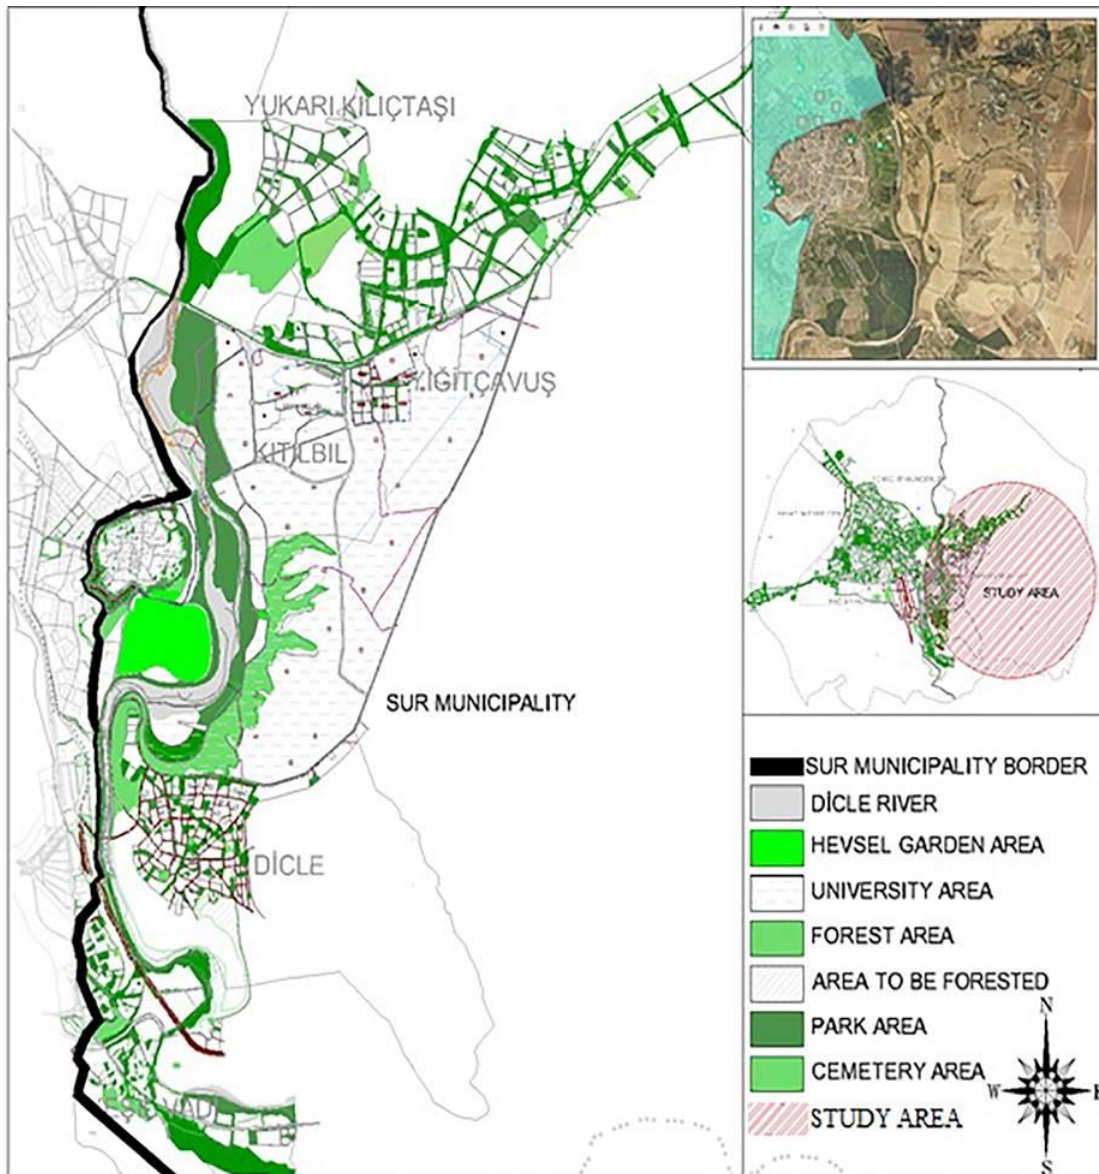 YUKARI KILIÇTAŞI
YİĞİTÇAVUŞ
KITILBIL
SUR MUNICIPALITY
DİCLE
VADİ
STUDY AREA
SUR MUNICIPALITY BORDER
DİCLE RIVER
HEVSEL GARDEN AREA
UNIVERSITY AREA
FOREST AREA
AREA TO BE FORESTED
PARK AREA
CEMETERY AREA
STUDY AREA
N
W
E
S